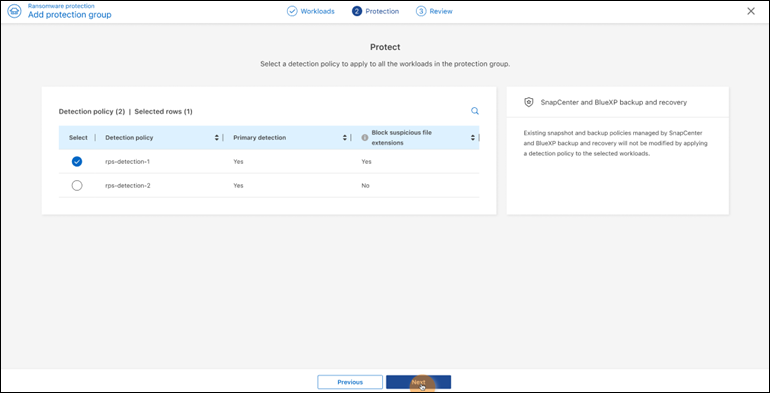 Ransomware protection
Add protection group
Workloads
2 Protection
3 Review
Protect
Select a detection policy to apply to all the workloads in the protection group.
Detection policy (2) | Selected rows (1)
Select
Detection policy
Primary detection
Block suspicious file
extensions
rps-detection-1 Yes Yes
rps-detection-2 Yes No
SnapCenter and BlueXP backup and recovery
Existing snapshot and backup policies managed by SnapCenter
and BlueXP backup and recovery will not be modified by applying
a detection policy to the selected workloads.
Previous
Next